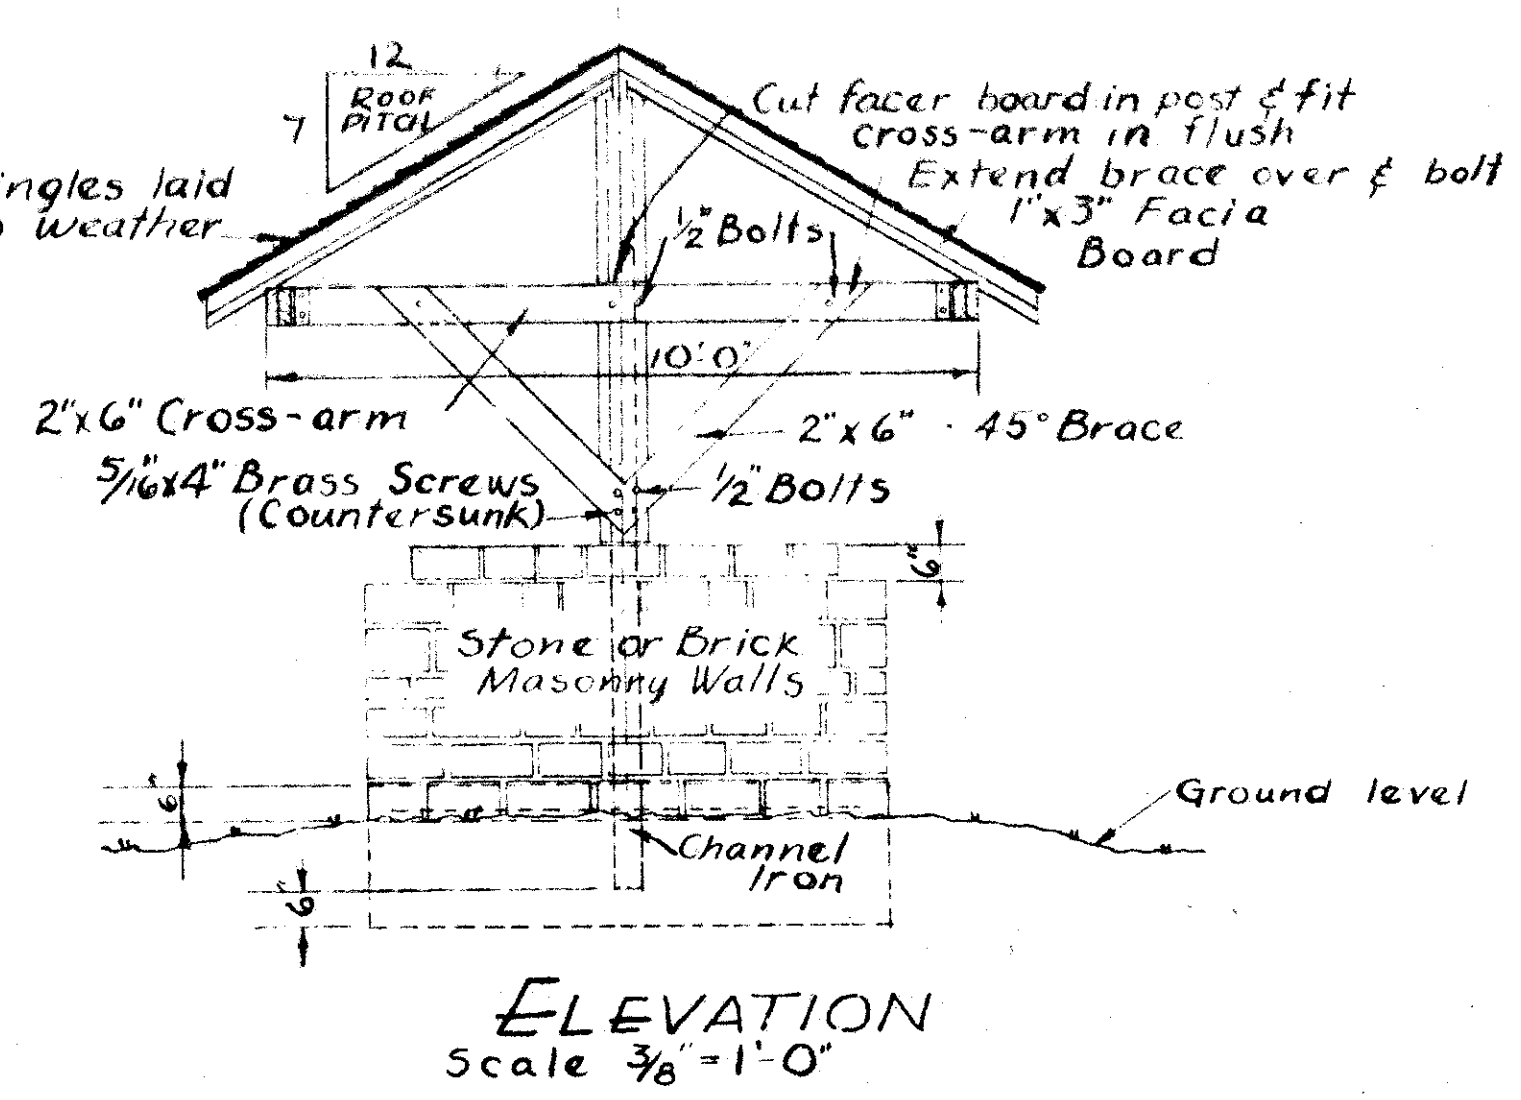 12
ROOF
PITCH
7
ingles laid
weather
Cut facer board in post & fit
cross-arm in flush
Extend brace over & bolt
1"x3" Facia
Board
1/2" Bolts
10'-0"
2"x6" Cross-arm
2"x6" - 45° Brace
5/16"x4" Brass Screws
(Countersunk)
1/2" Bolts
6"
Stone or Brick
Masonry Walls
6"
Ground level
Channel
Iron
6"
ELEVATION
Scale 3/8" = 1'-0"